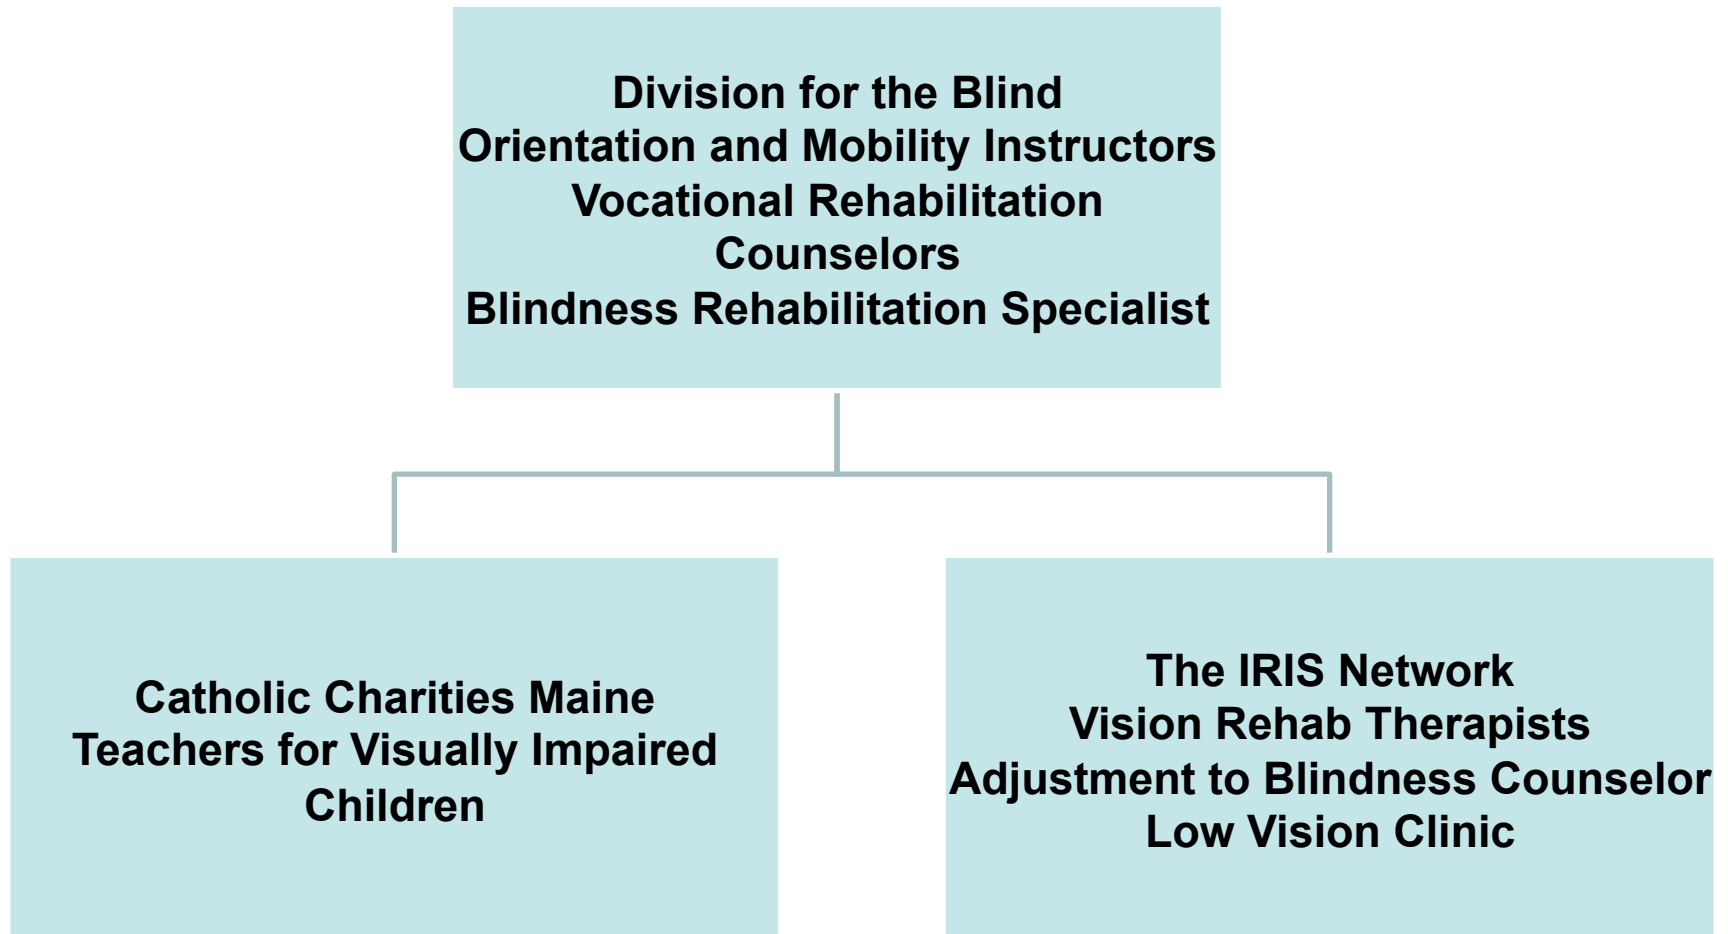 Division for the Blind
Orientation and Mobility Instructors
Vocational Rehabilitation
Counselors
Blindness Rehabilitation Specialist
Catholic Charities Maine
Teachers for Visually Impaired
Children
The IRIS Network
Vision Rehab Therapists
Adjustment to Blindness Counselor
Low Vision Clinic